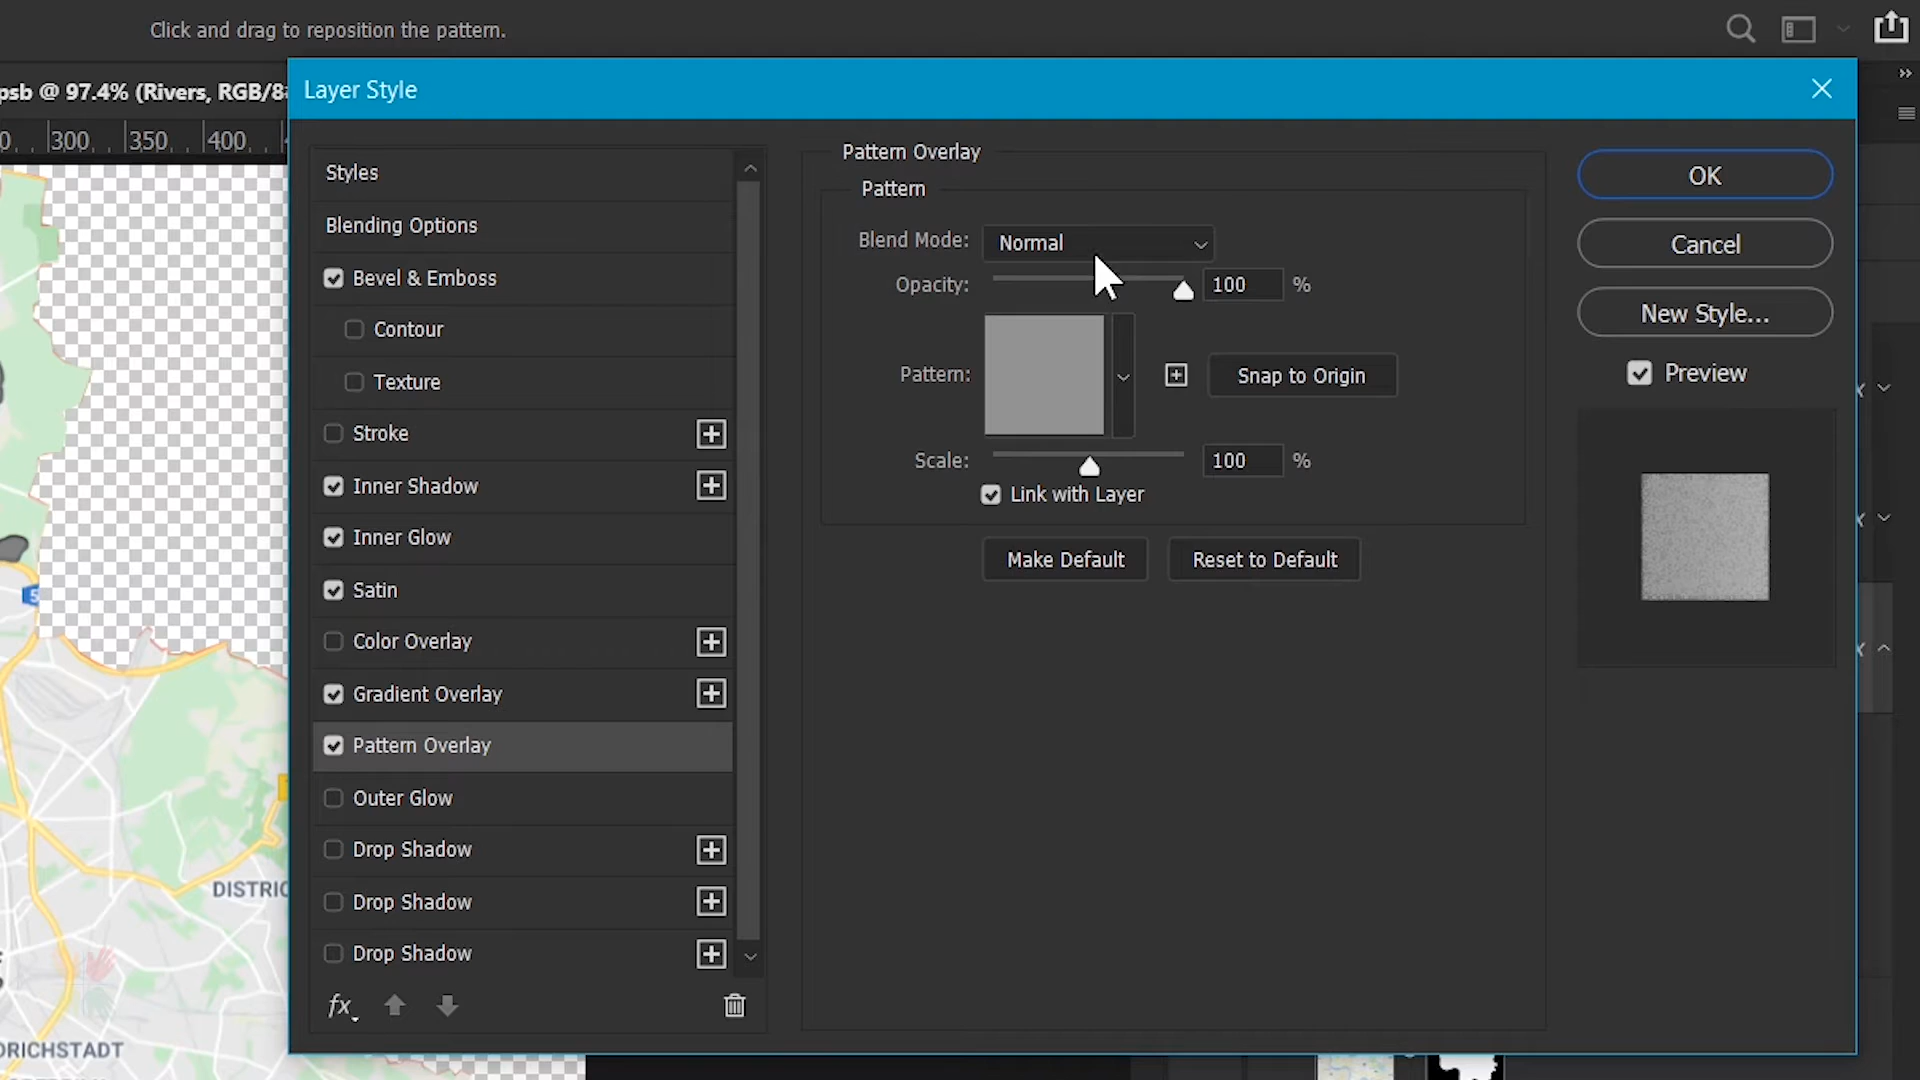 Click and drag to reposition the pattern.
psb @ 97.4% (Rivers, RGB/8#
Layer Style
300
350
400
Styles
Blending Options
Bevel & Emboss
Contour
Texture
Stroke
Inner Shadow
Inner Glow
Satin
Color Overlay
Gradient Overlay
Pattern Overlay
Outer Glow
Drop Shadow
Drop Shadow
Drop Shadow
fx
Pattern Overlay
Pattern
Blend Mode: Normal
Opacity: 100 %
Pattern: Snap to Origin
Scale: 100 %
Link with Layer
Make Default Reset to Default
OK
Cancel
New Style...
Preview
5
DISTRIC
DRICHSTADT